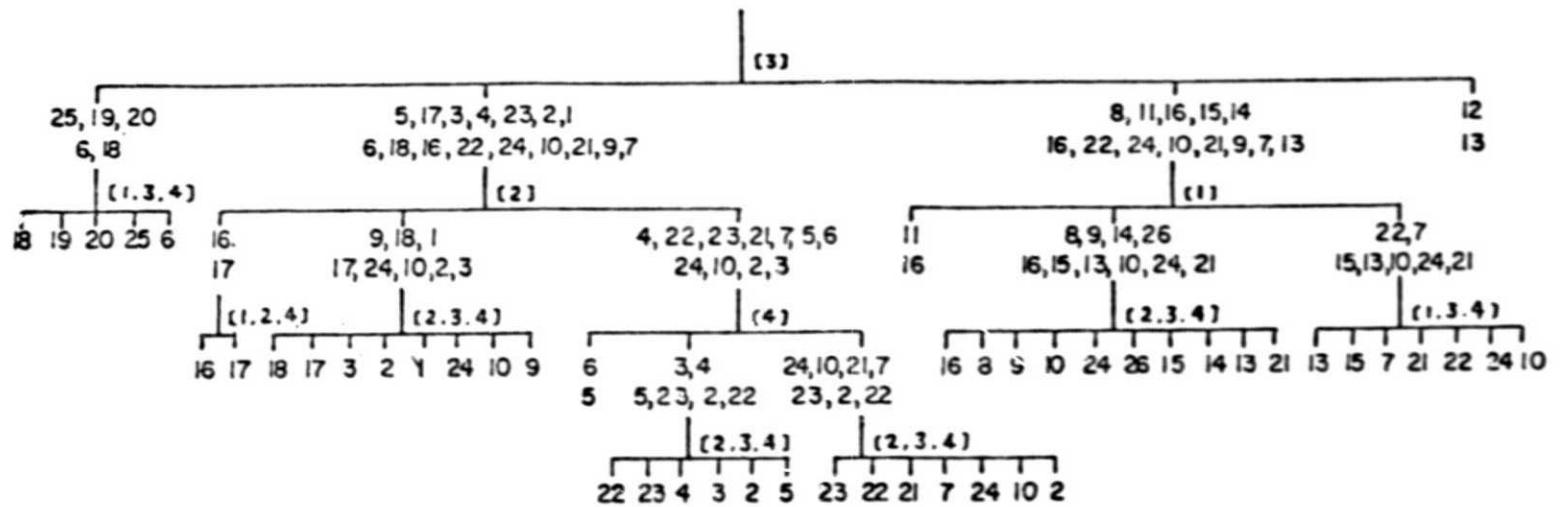 (3)
25, 19, 20 5, 17, 3, 4, 23, 2, 1 8, 11, 16, 15, 14 12
6, 18 6, 18, 16, 22, 24, 10, 21, 9, 7 16, 22, 24, 10, 21, 9, 7, 13 13
(1.3.4) (2) (1)
18 19 20 25 6 16. 9, 18, 1 4, 22, 23, 21, 7, 5, 6 11 8, 9, 14, 26 22, 7
17 17, 24, 10, 2, 3 24, 10, 2, 3 16 16, 15, 13, 10, 24, 21 15, 13, 10, 24, 21
(1.2.4) (2.3.4) (4) (2.3.4) (1.3.4)
16 17 18 17 3 2 1 24 10 9 6 3, 4 24, 10, 21, 7 16 8 9 10 24 26 15 14 13 21 13 15 7 21 22 24 10
5 5, 23, 2, 22 23, 2, 22
(2.3.4) (2.3.4)
22 23 4 3 2 5 23 22 21 7 24 10 2